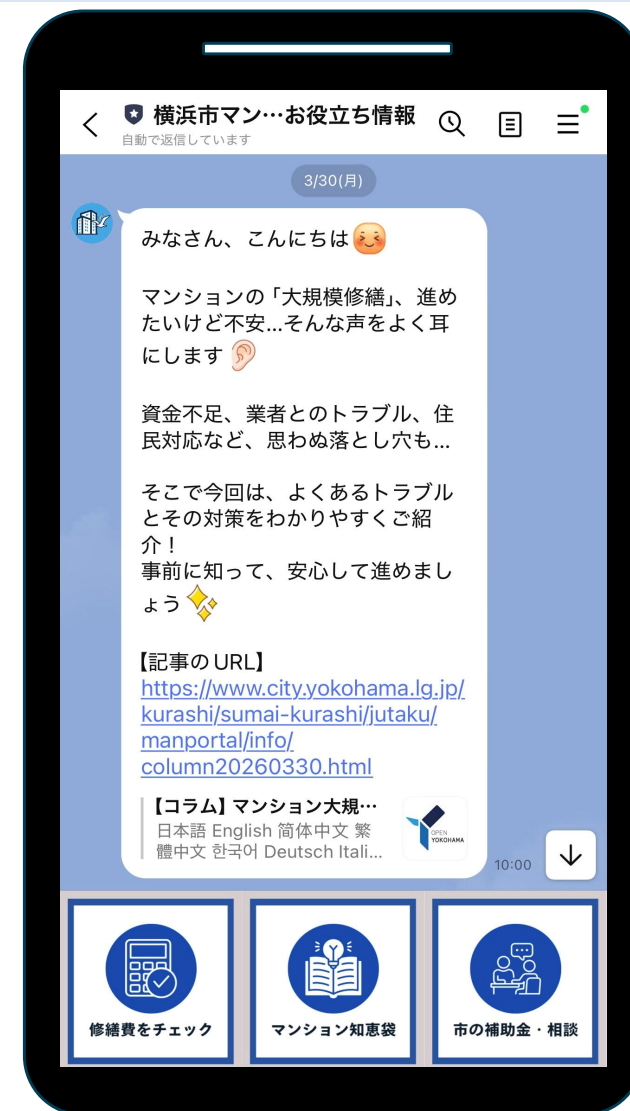 横浜市マン…お役立ち情報
自動で返信しています
3/30(月)
みなさん、こんにちは
マンションの「大規模修繕」、進め
たいけど不安...そんな声をよく耳
にします
資金不足、業者とのトラブル、住
民対応など、思わぬ落とし穴も...
そこで今回は、よくあるトラブル
とその対策をわかりやすくご紹
介！
事前に知って、安心して進めまし
ょう
【記事のURL】
https://www.city.yokohama.lg.jp/
kurashi/sumai-kurashi/jutaku/
manportal/info/
column20260330.html
【コラム】マンション大規…
日本語 English 简体中文 繁
體中文 한국어 Deutsch Itali...
OPEN
YOKOHAMA
10:00
修繕費をチェック
マンション知恵袋
市の補助金・相談